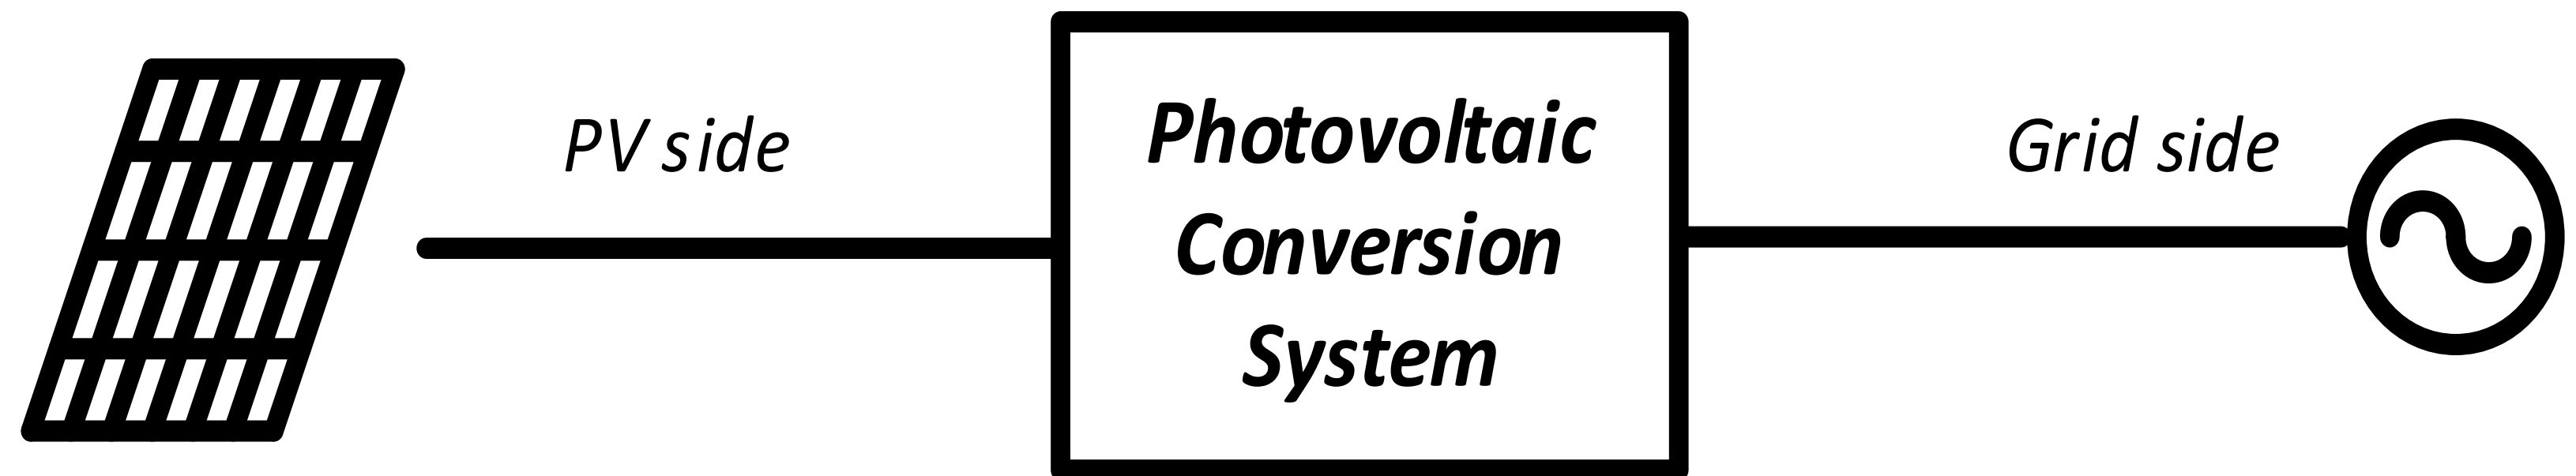 PV side
Photovoltaic
Conversion
System
Grid side